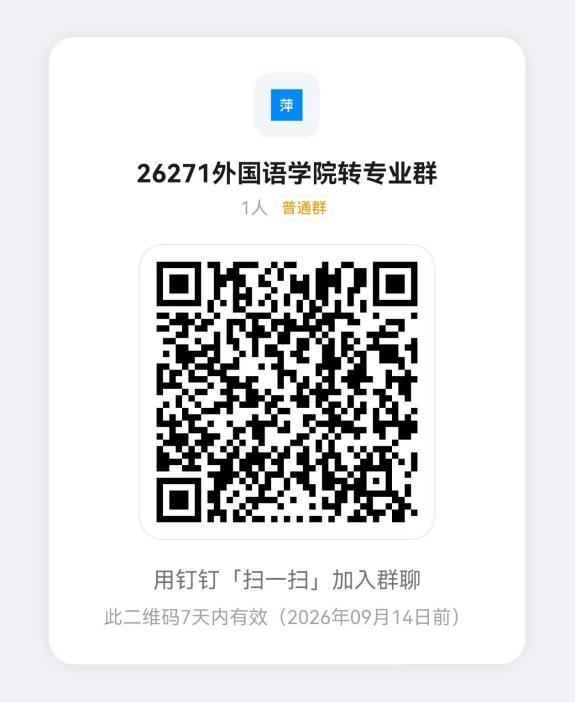 萍
26271外国语学院转专业群
1人 普通群
用钉钉「扫一扫」加入群聊
此二维码7天内有效（2026年09月14日前）